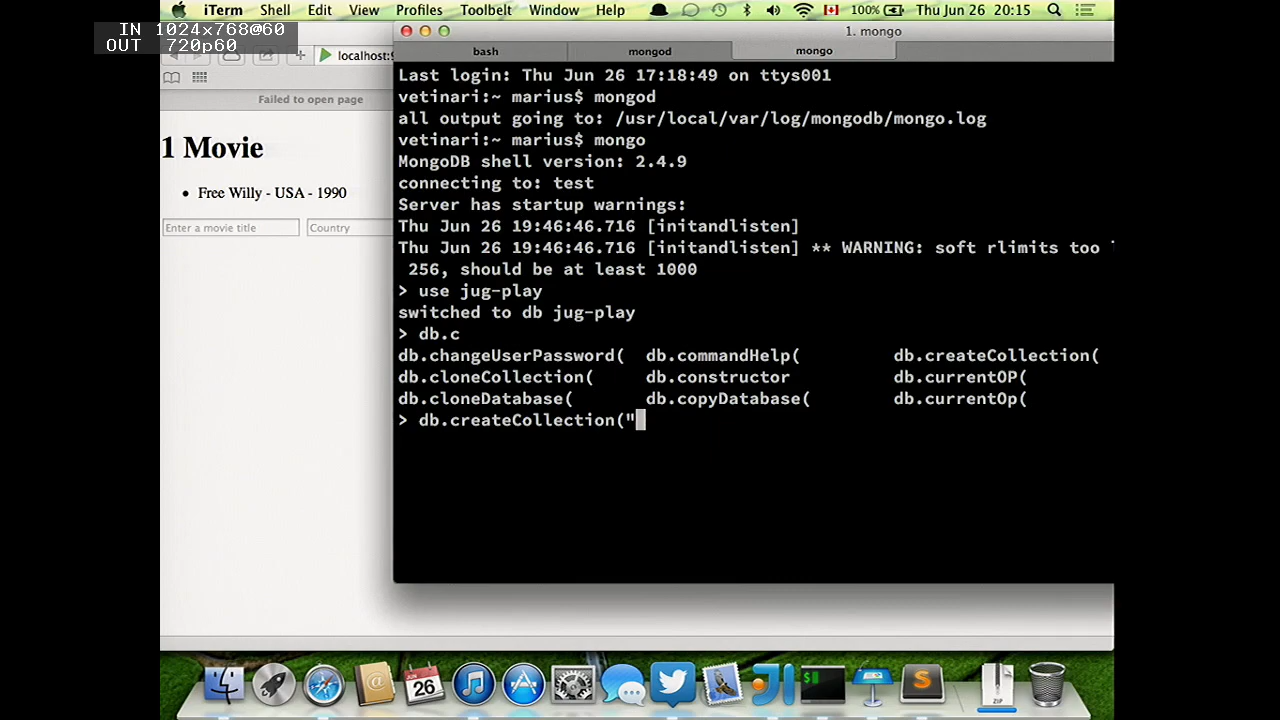 IN 1024x768@60
OUT 720p60
iTerm Shell Edit View Profiles Toolbelt Window Help 100% Thu Jun 26 20:15
1. mongo
bash mongod mongo
localhost:9
Failed to open page
1 Movie
• Free Willy - USA - 1990
Enter a movie title Country
Last login: Thu Jun 26 17:18:49 on ttys001
vetinari:~ marius$ mongod
all output going to: /usr/local/var/log/mongodb/mongo.log
vetinari:~ marius$ mongo
MongoDB shell version: 2.4.9
connecting to: test
Server has startup warnings:
Thu Jun 26 19:46:46.716 [initandlisten]
Thu Jun 26 19:46:46.716 [initandlisten] ** WARNING: soft rlimits too
256, should be at least 1000
> use jug-play
switched to db jug-play
> db.c
db.changeUserPassword( db.commandHelp( db.createCollection(
db.cloneCollection( db.constructor db.currentOP(
db.cloneDatabase( db.copyDatabase( db.currentOp(
> db.createCollection("
JUN
26
$
ZIP